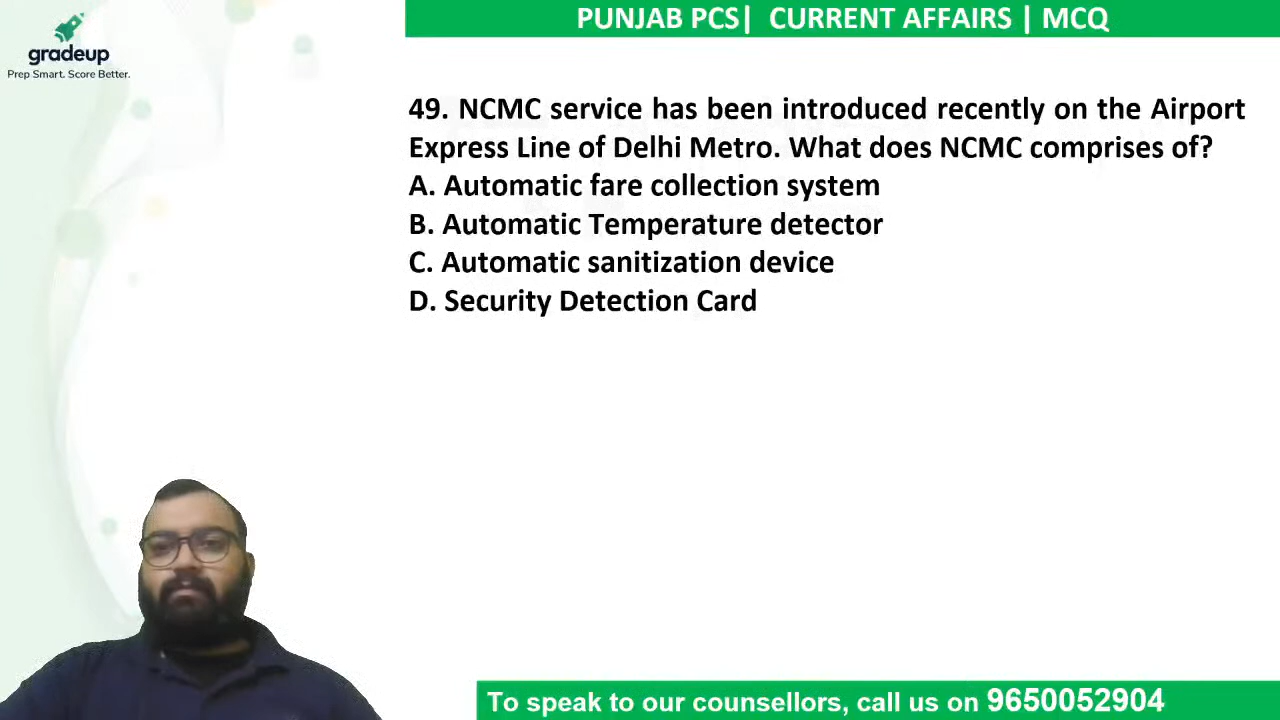 gradeup
Prep Smart. Score Better.
PUNJAB PCS| CURRENT AFFAIRS | MCQ
49. NCMC service has been introduced recently on the Airport
Express Line of Delhi Metro. What does NCMC comprises of?
A. Automatic fare collection system
B. Automatic Temperature detector
C. Automatic sanitization device
D. Security Detection Card
To speak to our counsellors, call us on 9650052904